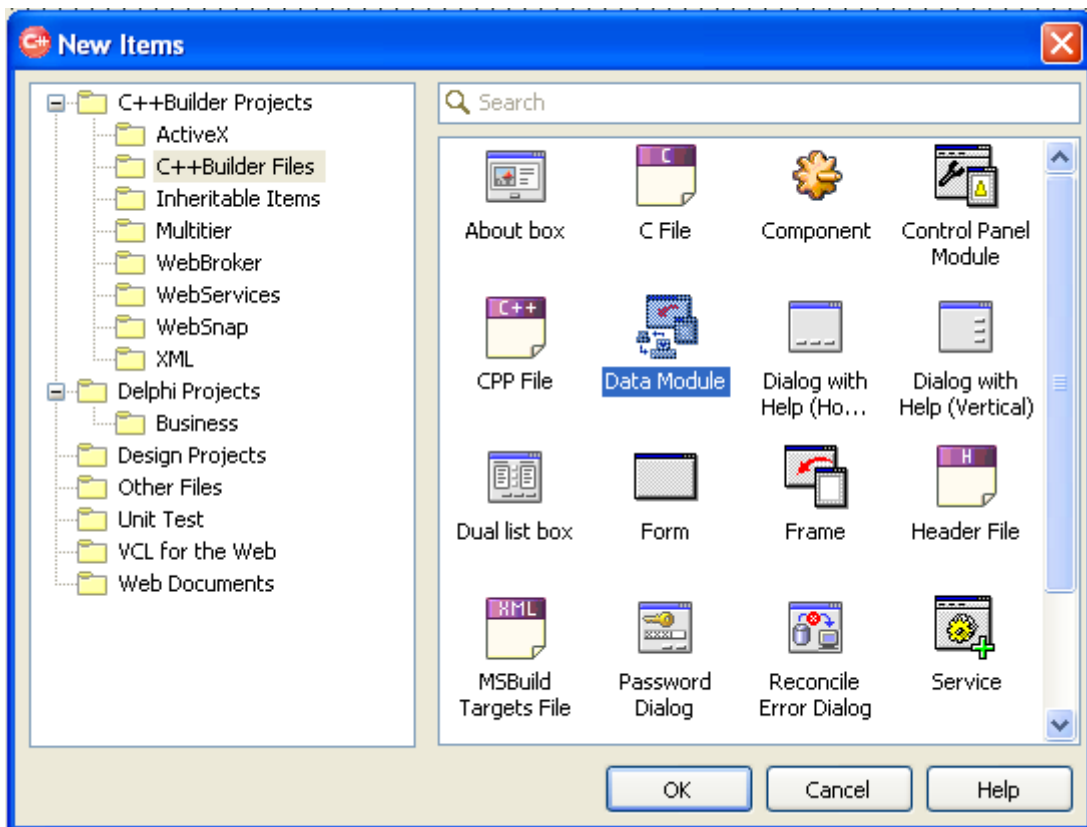 C++ New Items
C++Builder Projects
ActiveX
C++Builder Files
Inheritable Items
Multitier
WebBroker
WebServices
WebSnap
XML
Delphi Projects
Business
Design Projects
Other Files
Unit Test
VCL for the Web
Web Documents
Search
C
About box
C File
Component
Control Panel
Module
C++
CPP File
Data Module
Dialog with
Help (Ho...
Dialog with
Help (Vertical)
H
Dual list box
Form
Frame
Header File
XML
MSBuild
Targets File
Password
Dialog
Reconcile
Error Dialog
Service
OK
Cancel
Help